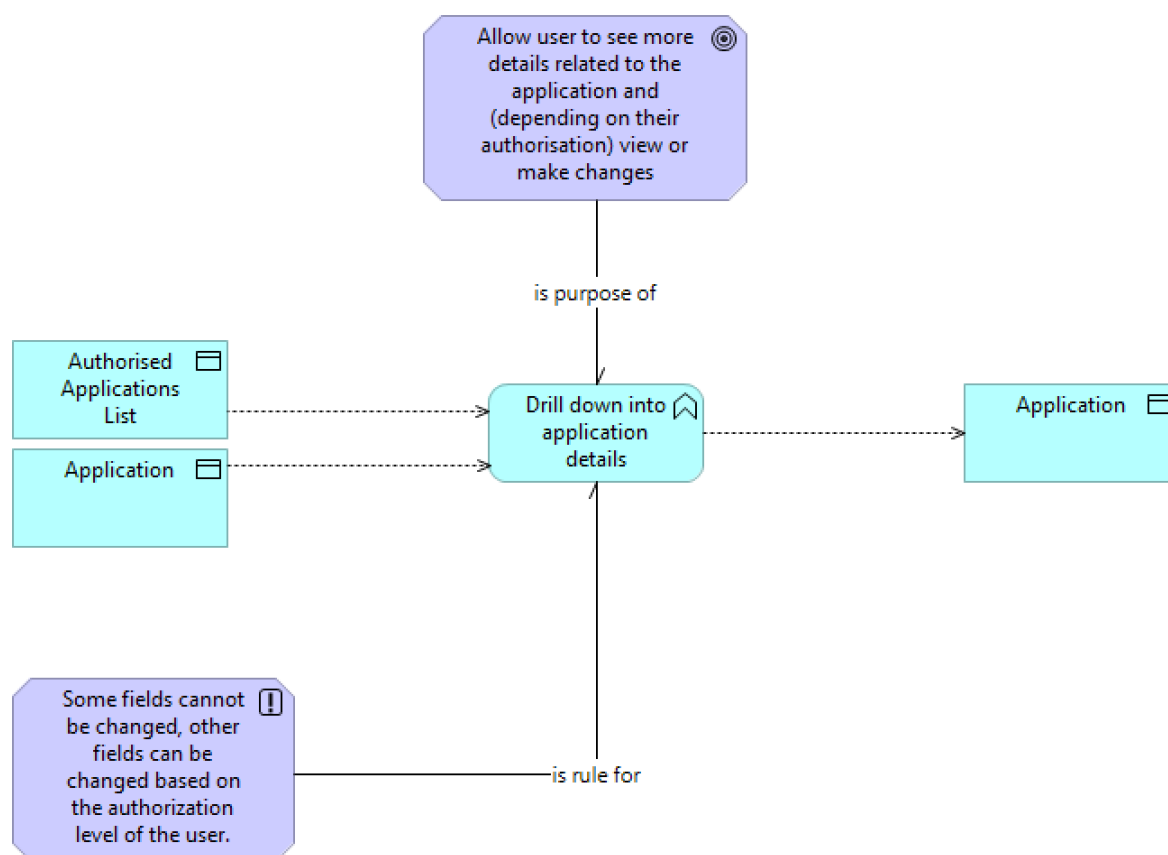 Allow user to see more
details related to the
application and
(depending on their
authorisation) view or
make changes
is purpose of
Authorised
Applications
List
Application
Drill down into
application
details
Application
Some fields cannot
be changed, other
fields can be
changed based on
the authorization
level of the user.
is rule for